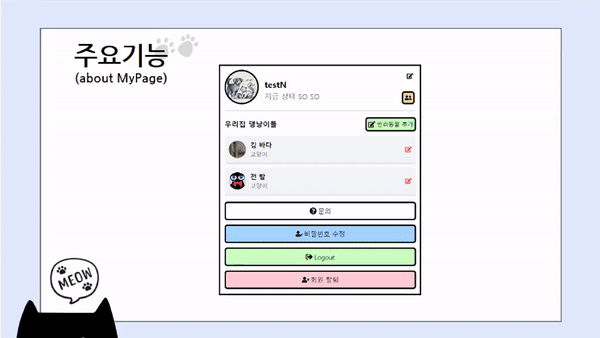 주요기능
(about MyPage)
testN
지금 상태 so so
우리집 댕냥이들
반려동물 추가
김 바다
고양이
전 발
고양이
문의
비밀번호 수정
Logout
회원 탈퇴
MEOW